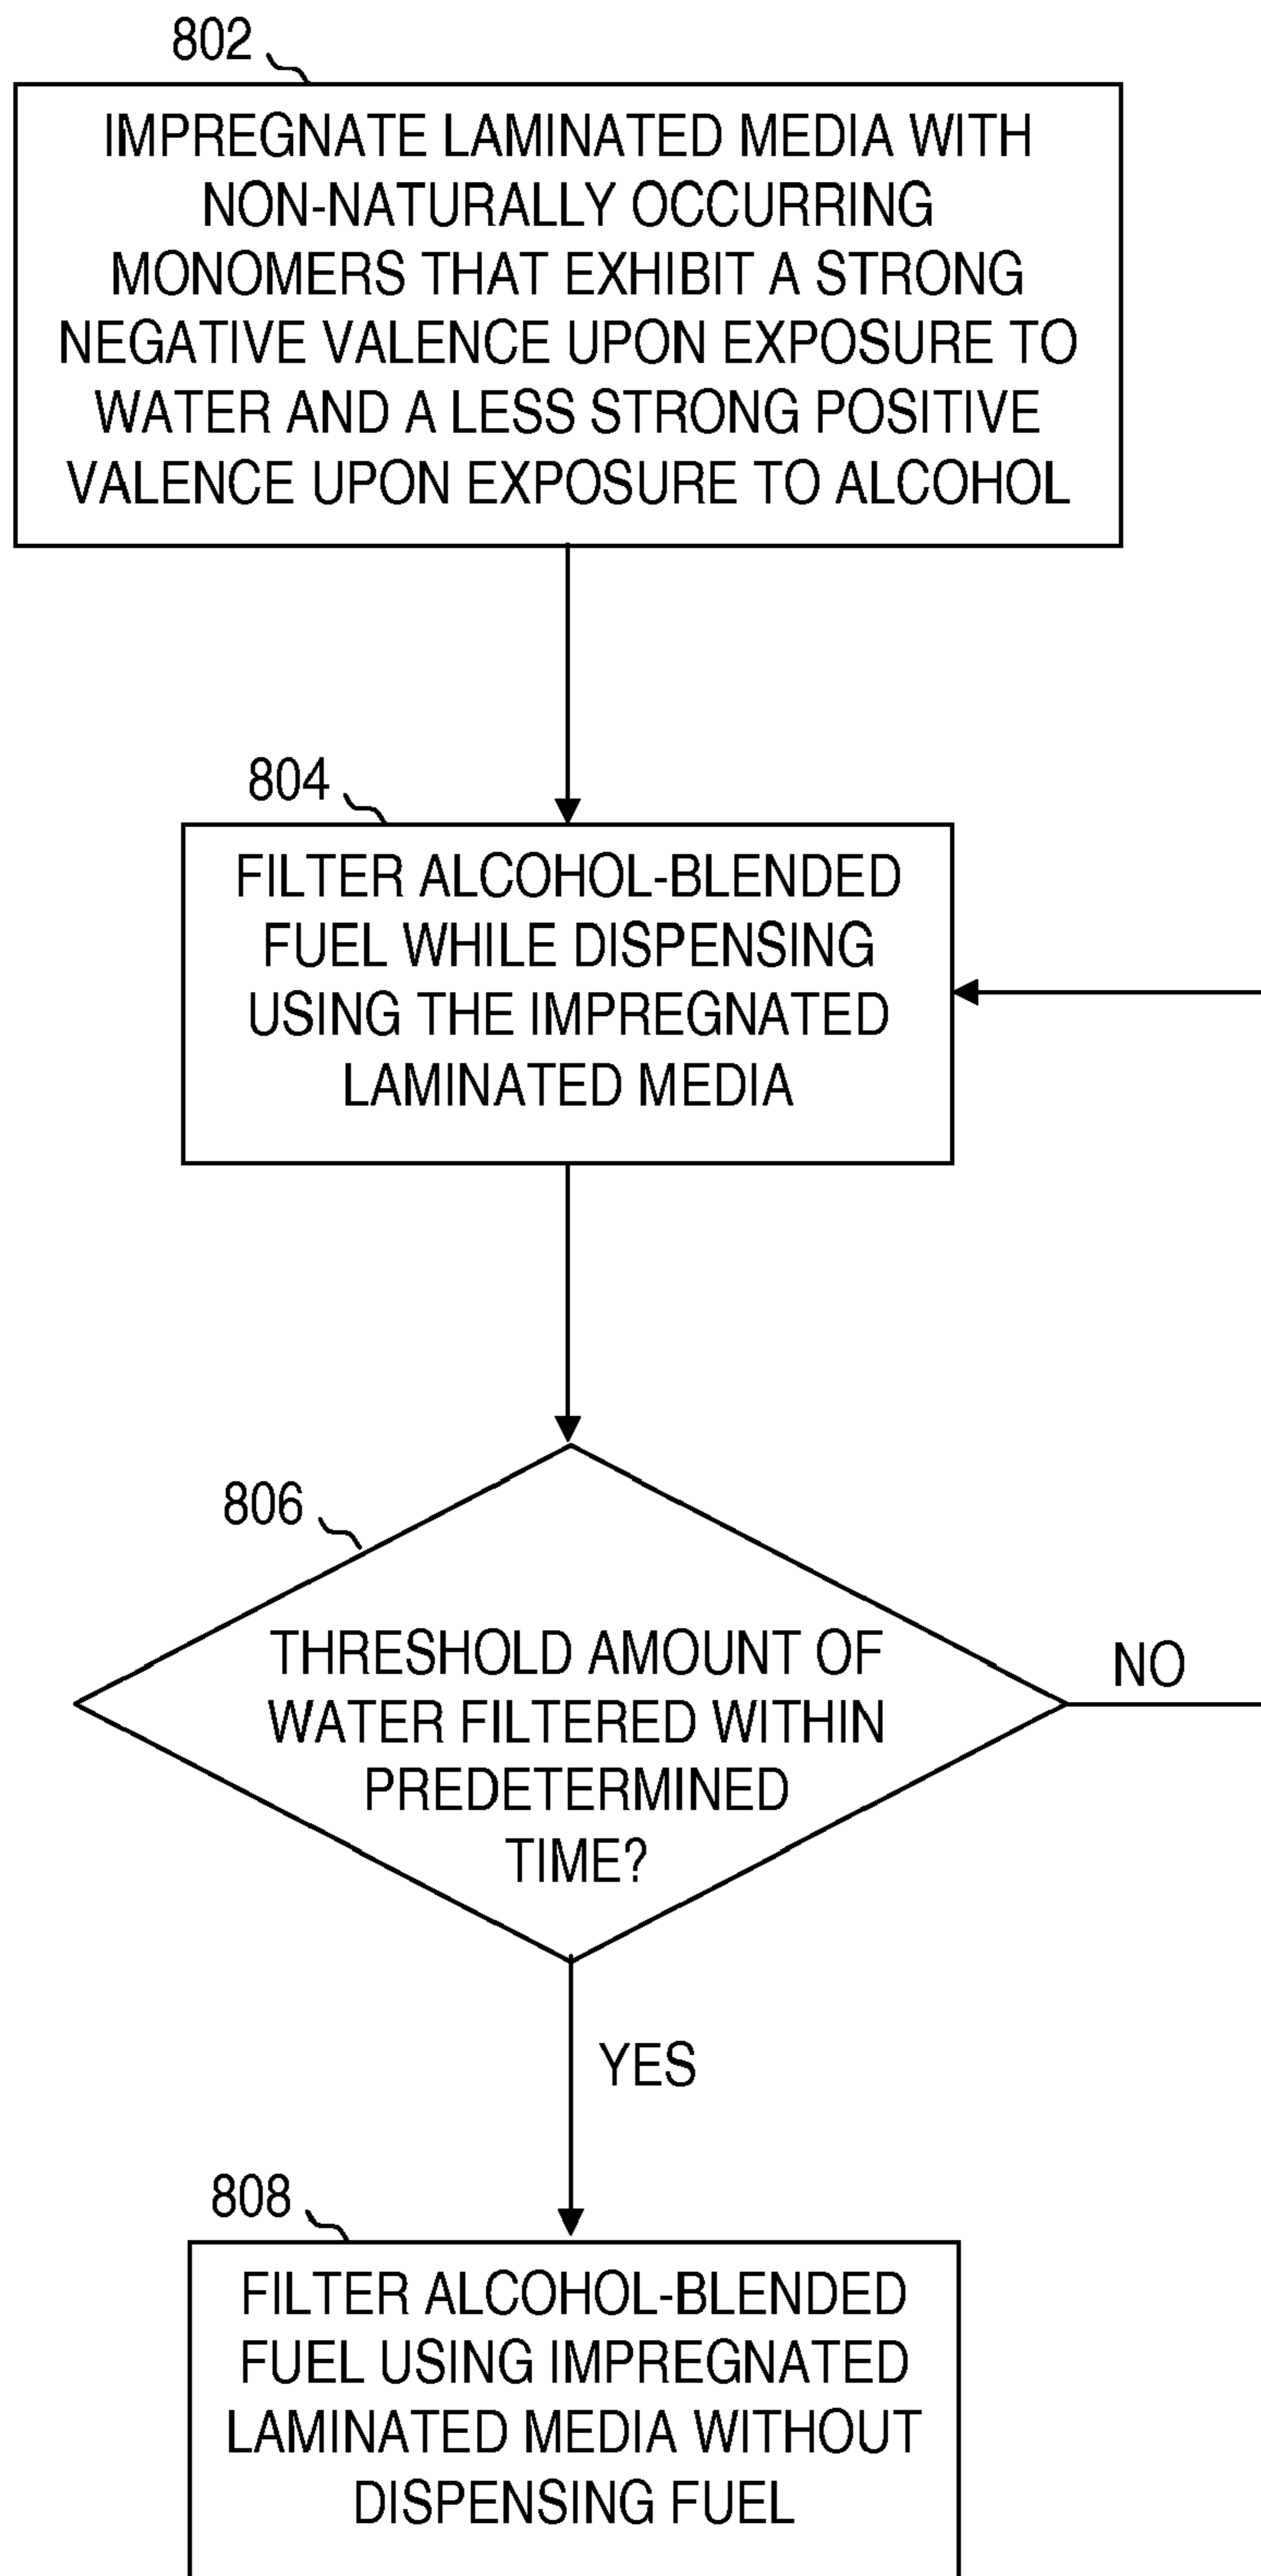 802
IMPREGNATE LAMINATED MEDIA WITH
NON-NATURALLY OCCURRING
MONOMERS THAT EXHIBIT A STRONG
NEGATIVE VALENCE UPON EXPOSURE TO
WATER AND A LESS STRONG POSITIVE
VALENCE UPON EXPOSURE TO ALCOHOL
804
FILTER ALCOHOL-BLENDED
FUEL WHILE DISPENSING
USING THE IMPREGNATED
LAMINATED MEDIA
806
THRESHOLD AMOUNT OF
WATER FILTERED WITHIN
PREDETERMINED
TIME?
NO
YES
808
FILTER ALCOHOL-BLENDED
FUEL USING IMPREGNATED
LAMINATED MEDIA WITHOUT
DISPENSING FUEL